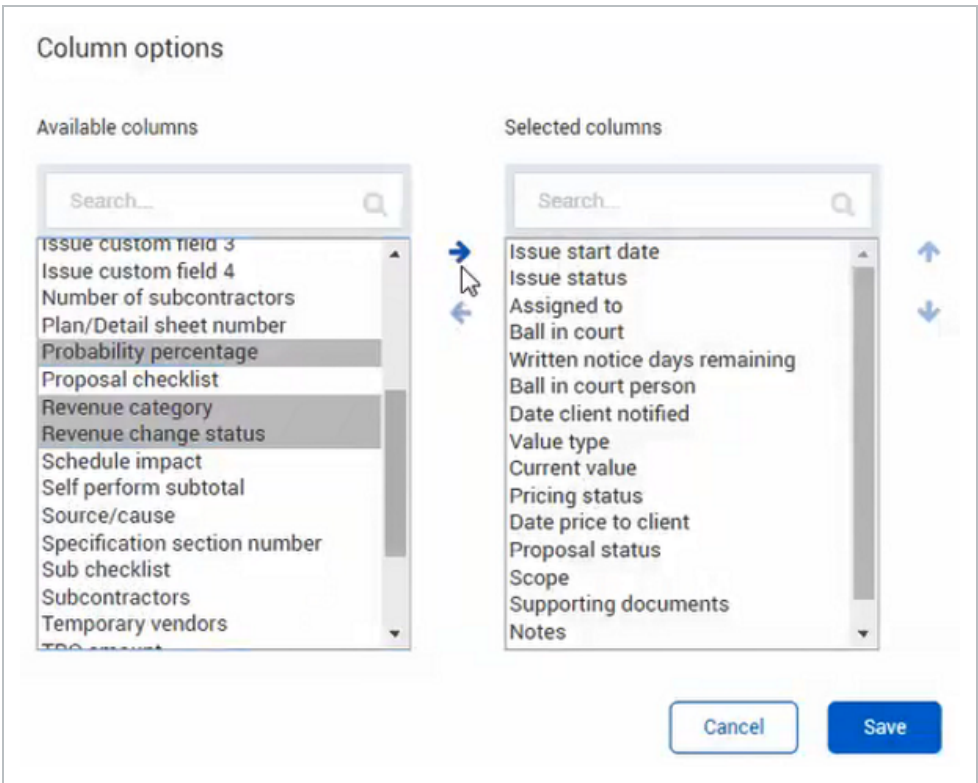 Column options
Available columns
Selected columns
Search...
Search...
Issue custom field 3
Issue custom field 4
Number of subcontractors
Plan/Detail sheet number
Probability percentage
Proposal checklist
Revenue category
Revenue change status
Schedule impact
Self perform subtotal
Source/cause
Specification section number
Sub checklist
Subcontractors
Temporary vendors
Issue start date
Issue status
Assigned to
Ball in court
Written notice days remaining
Ball in court person
Date client notified
Value type
Current value
Pricing status
Date price to client
Proposal status
Scope
Supporting documents
Notes
Cancel
Save